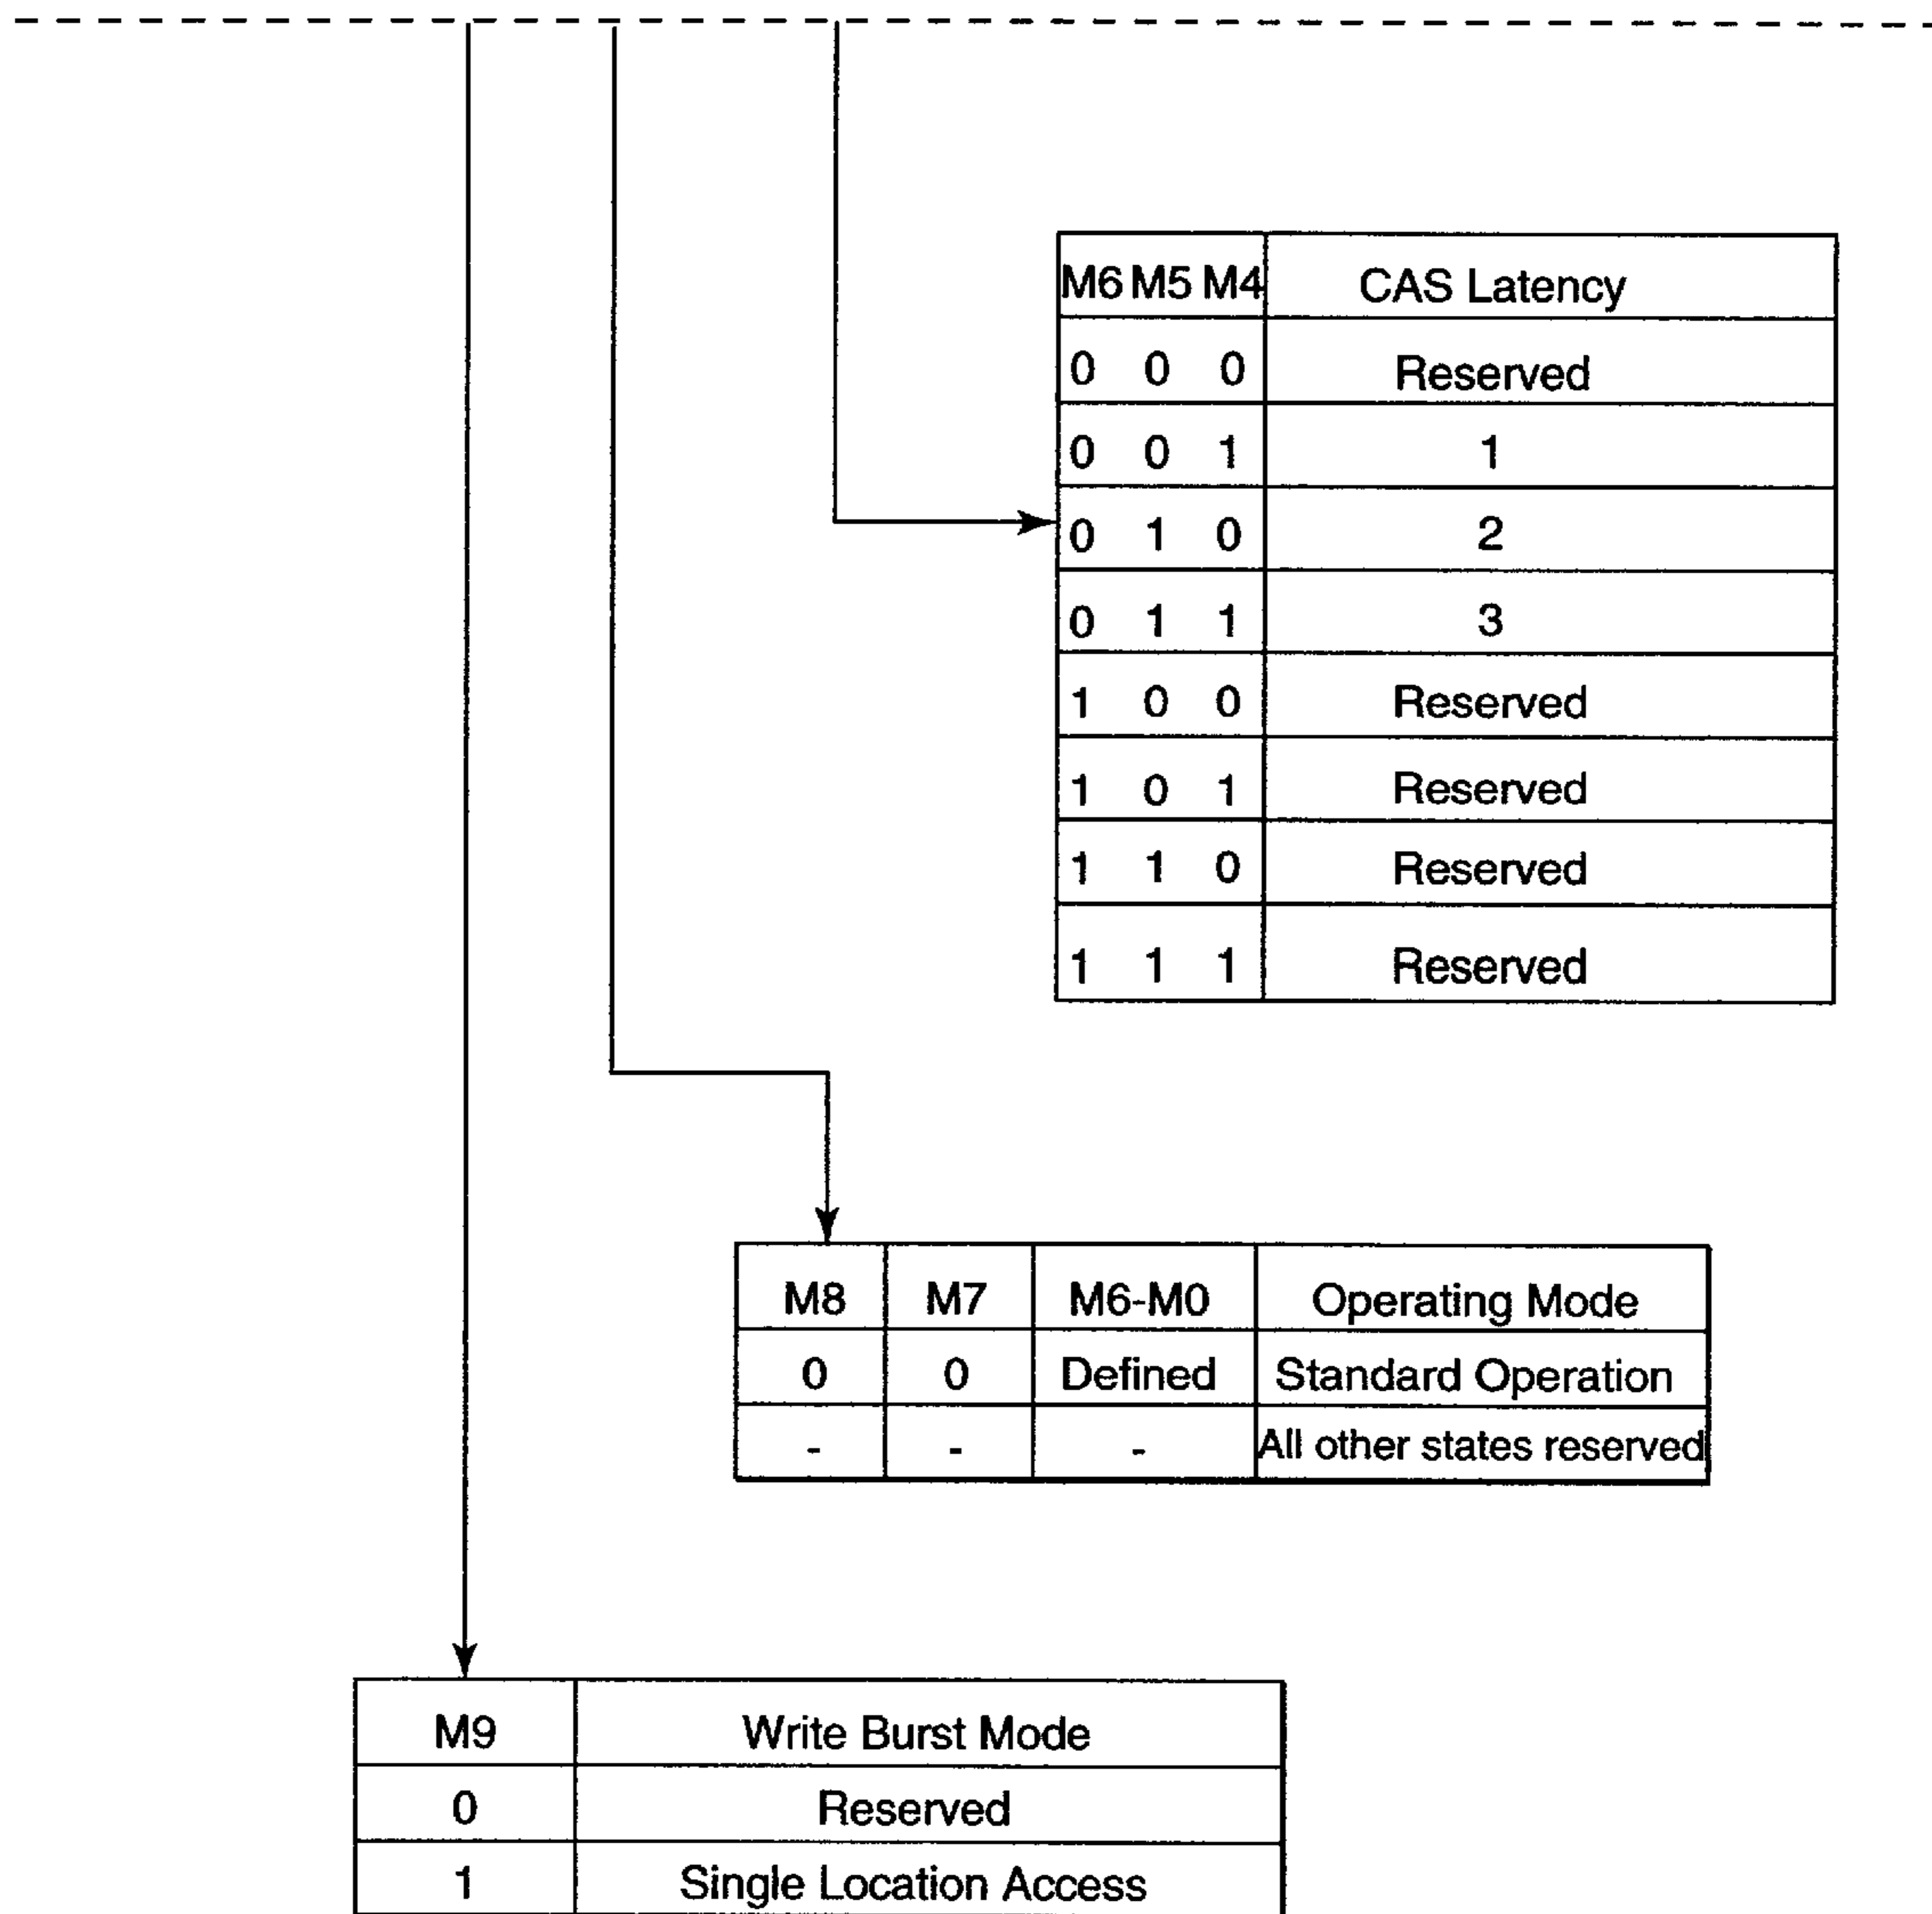 M6 M5 M4 CAS Latency
0 0 0 Reserved
0 0 1 1
0 1 0 2
0 1 1 3
1 0 0 Reserved
1 0 1 Reserved
1 1 0 Reserved
1 1 1 Reserved
M8 M7 M6-M0 Operating Mode
0 0 Defined Standard Operation
- - - All other states reserved
M9 Write Burst Mode
0 Reserved
1 Single Location Access